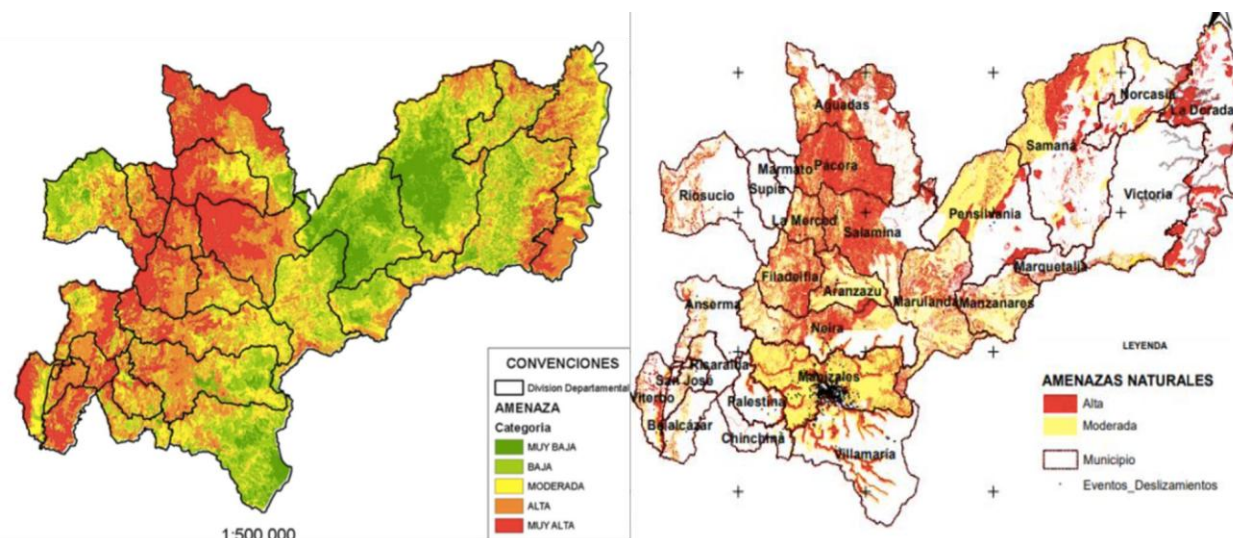 CONVENCIONES
Division Departamental
AMENAZA
Categoria
MUY BAJA
BAJA
MODERADA
ALTA
MUY ALTA
1:500.000
Aguadas
Norcasia
La Dorada
Samaná
Marmato
Pácora
Supía
Riosucio
Victoria
La Merced
Pensilvania
Salamina
Marquetalia
Filadelfia
Aranzazu
Marulanda
Manzanares
Anserma
Neira
Risaralda
San José
Manizales
Viterbo
Palestina
Belalcázar
Chinchiná
Villamaría
LEYENDA
AMENAZAS NATURALES
Alta
Moderada
Municipio
Eventos_Deslizamientos